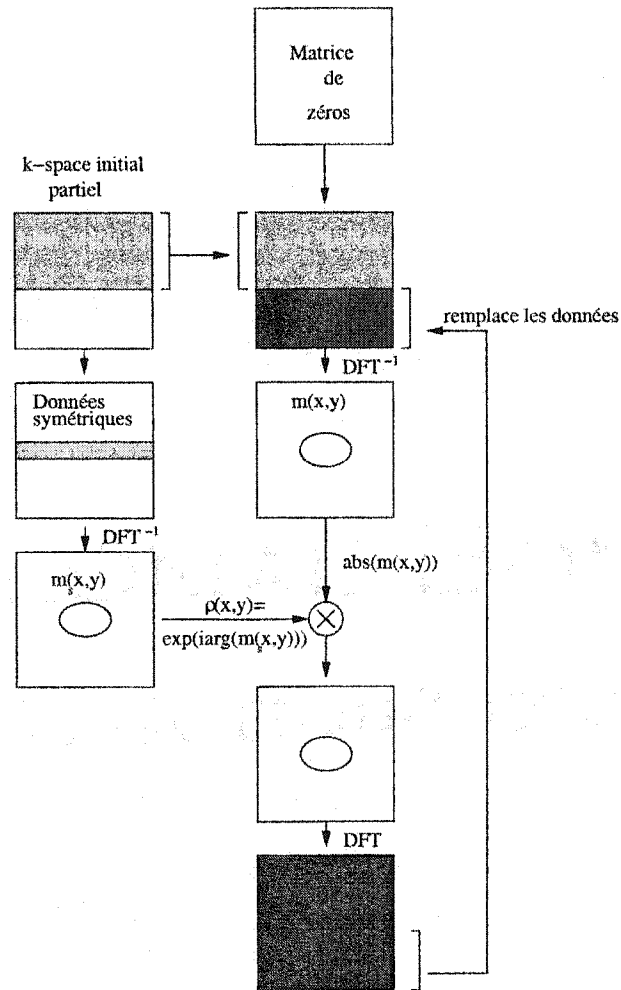 Matrice
de
zéros
k-space initial
partiel
remplace les données
DFT⁻¹
Données
symétriques
m(x,y)
DFT⁻¹
abs(m(x,y))
mₛ(x,y)
ρ(x,y)=
exp(iarg(mₛ(x,y)))
DFT